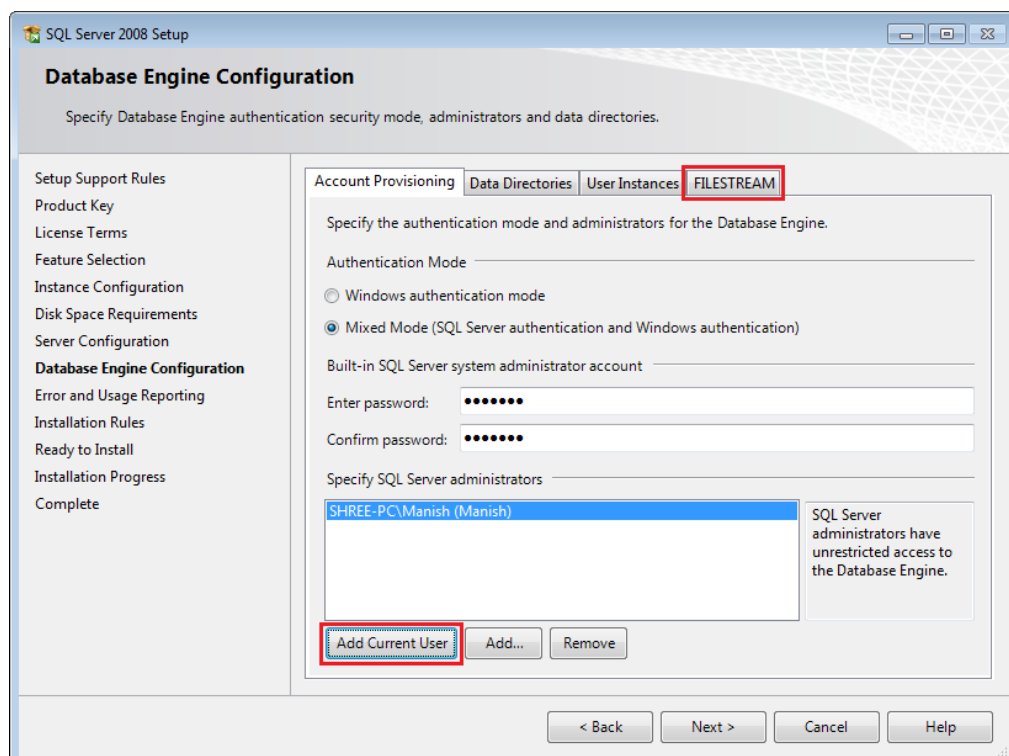 SQL Server 2008 Setup
Database Engine Configuration
Specify Database Engine authentication security mode, administrators and data directories.
Setup Support Rules
Product Key
License Terms
Feature Selection
Instance Configuration
Disk Space Requirements
Server Configuration
Database Engine Configuration
Error and Usage Reporting
Installation Rules
Ready to Install
Installation Progress
Complete
Account Provisioning Data Directories User Instances FILESTREAM
Specify the authentication mode and administrators for the Database Engine.
Authentication Mode
Windows authentication mode
Mixed Mode (SQL Server authentication and Windows authentication)
Built-in SQL Server system administrator account
Enter password: •••••••
Confirm password: •••••••
Specify SQL Server administrators
SHREE-PC\Manish (Manish)
SQL Server
administrators have
unrestricted access to
the Database Engine.
Add Current User Add... Remove
< Back Next > Cancel Help